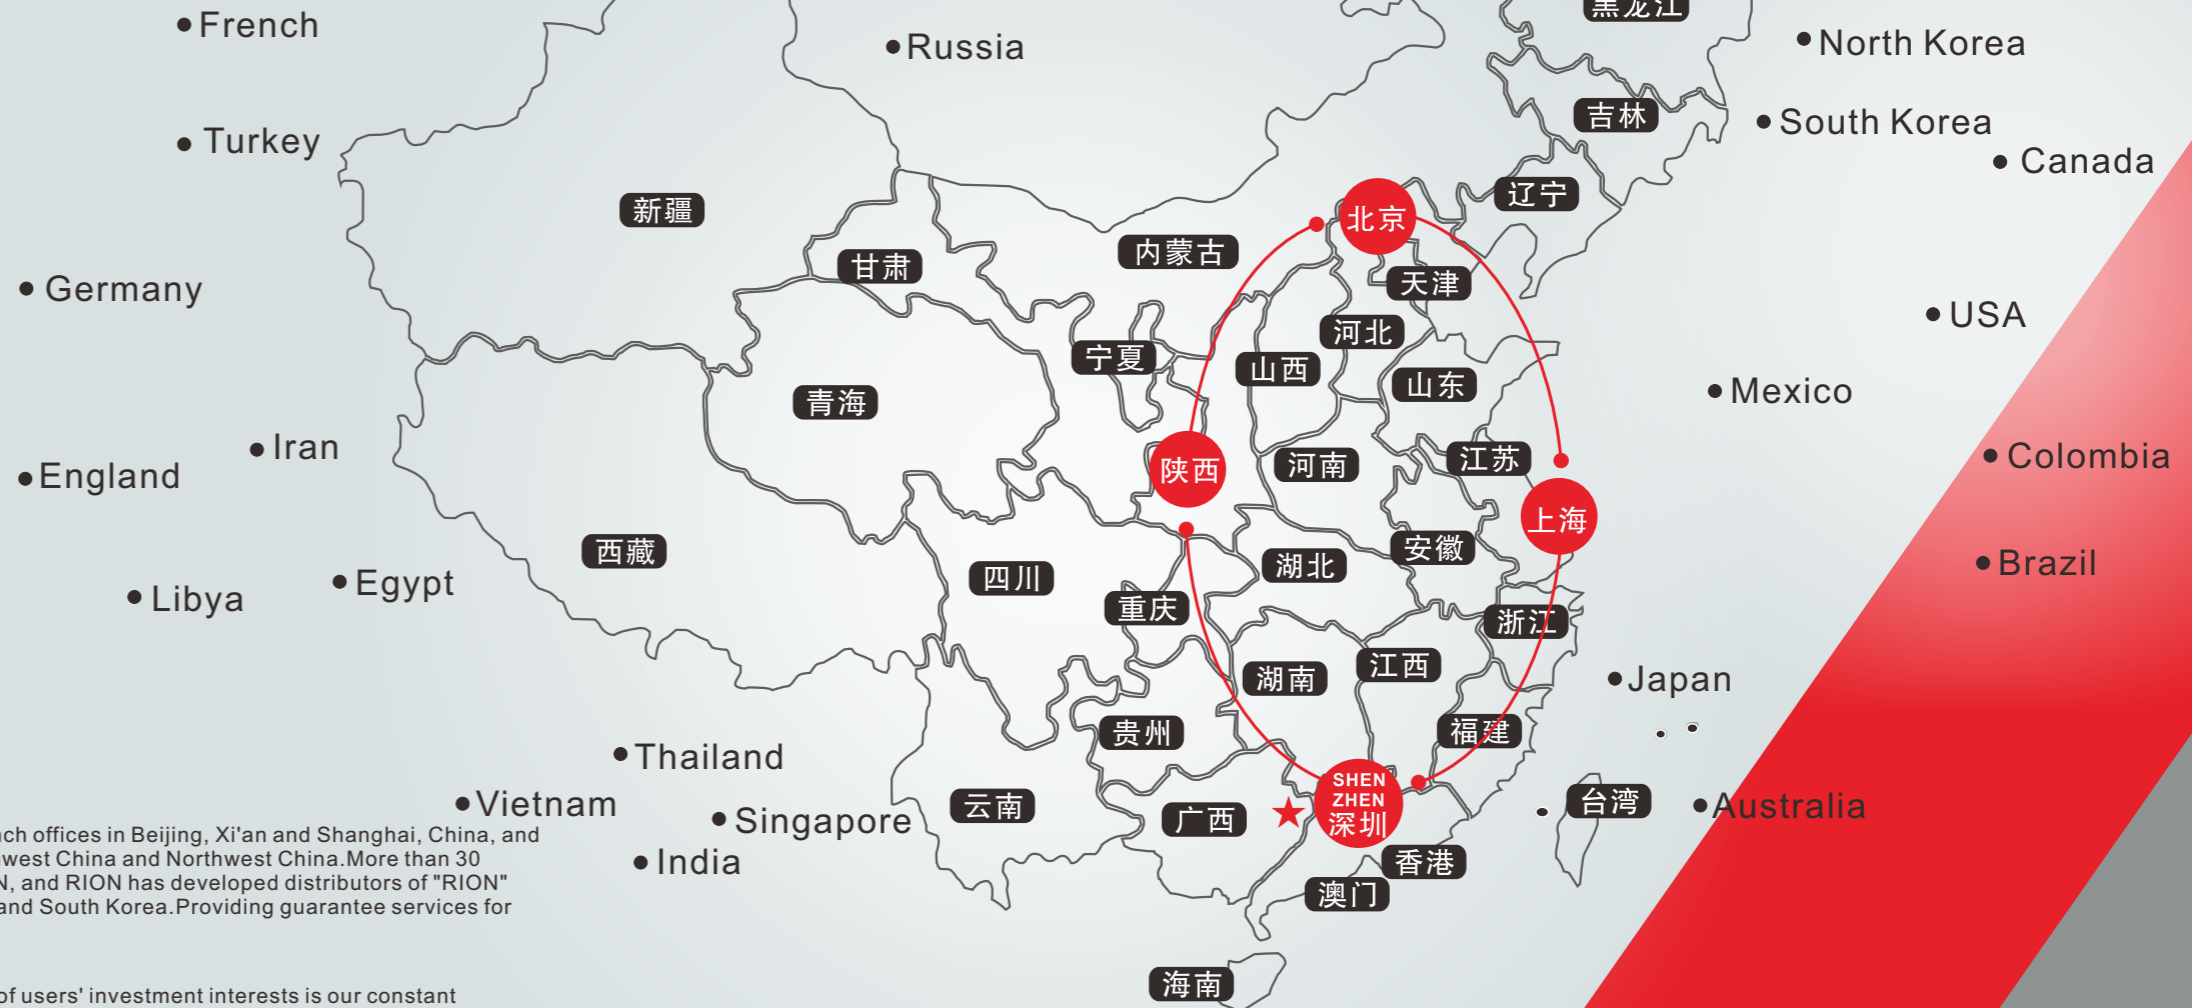 黑龙江
French
North Korea
Russia
吉林
South Korea
Turkey
Canada
辽宁
新疆
北京
内蒙古
甘肃
天津
Germany
USA
河北
宁夏
山西
山东
Mexico
青海
Iran
Colombia
江苏
河南
陕西
England
上海
安徽
西藏
Brazil
湖北
四川
Egypt
Libya
重庆
浙江
江西
湖南
Japan
福建
贵州
Thailand
SHEN
ZHEN
深圳
台湾
Vietnam
云南
Australia
广西
Singapore
India
香港
澳门
海南
ch offices in Beijing, Xi'an and Shanghai, China, and
west China and Northwest China.More than 30
N, and RION has developed distributors of "RION"
and South Korea.Providing guarantee services for
of users' investment interests is our constant